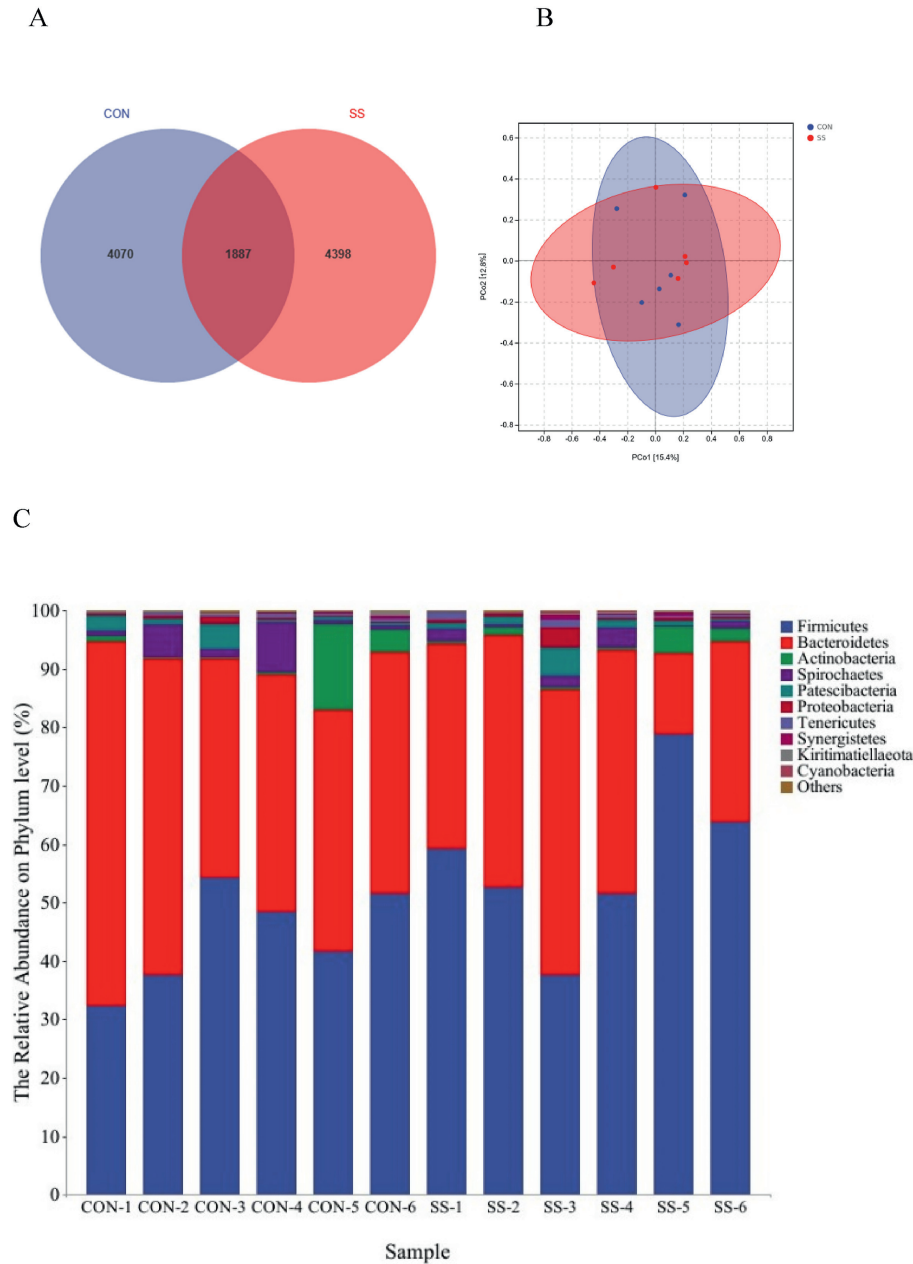 A
B
CON
SS
4070
1887
4398
CON
SS
0.6
0.4
0.2
0.0
-0.2
-0.4
-0.6
-0.8
PCo2 [12.8%]
-0.8
-0.6
-0.4
-0.2
0.0
0.2
0.4
0.6
0.8
PCo1 [15.4%]
C
The Relative Abundance on Phylum level (%)
100
90
80
70
60
50
40
30
20
10
0
CON-1
CON-2
CON-3
CON-4
CON-5
CON-6
SS-1
SS-2
SS-3
SS-4
SS-5
SS-6
Sample
Firmicutes
Bacteroidetes
Actinobacteria
Spirochaetes
Patescibacteria
Proteobacteria
Tenericutes
Synergistetes
Kiritimatiellaeota
Cyanobacteria
Others